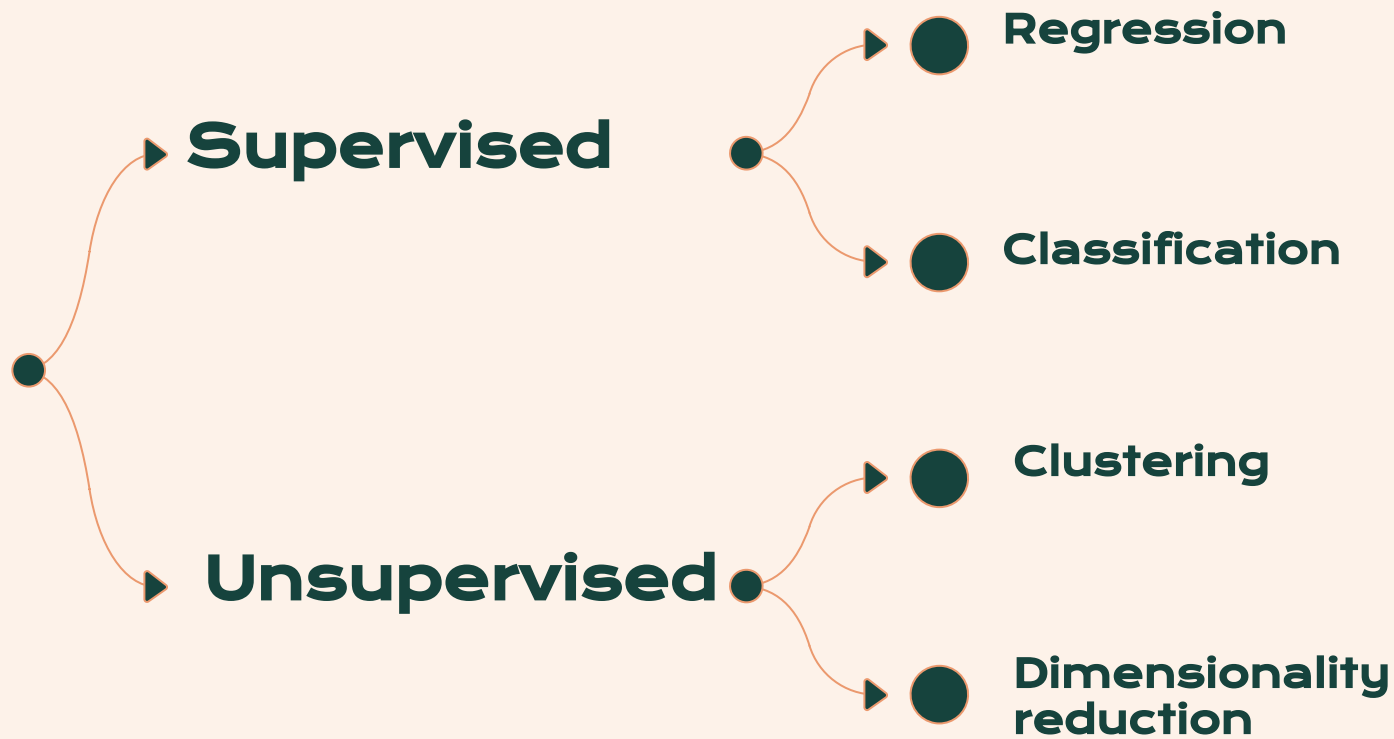 Regression
Supervised
Classification
Clustering
Unsupervised
Dimensionality
reduction